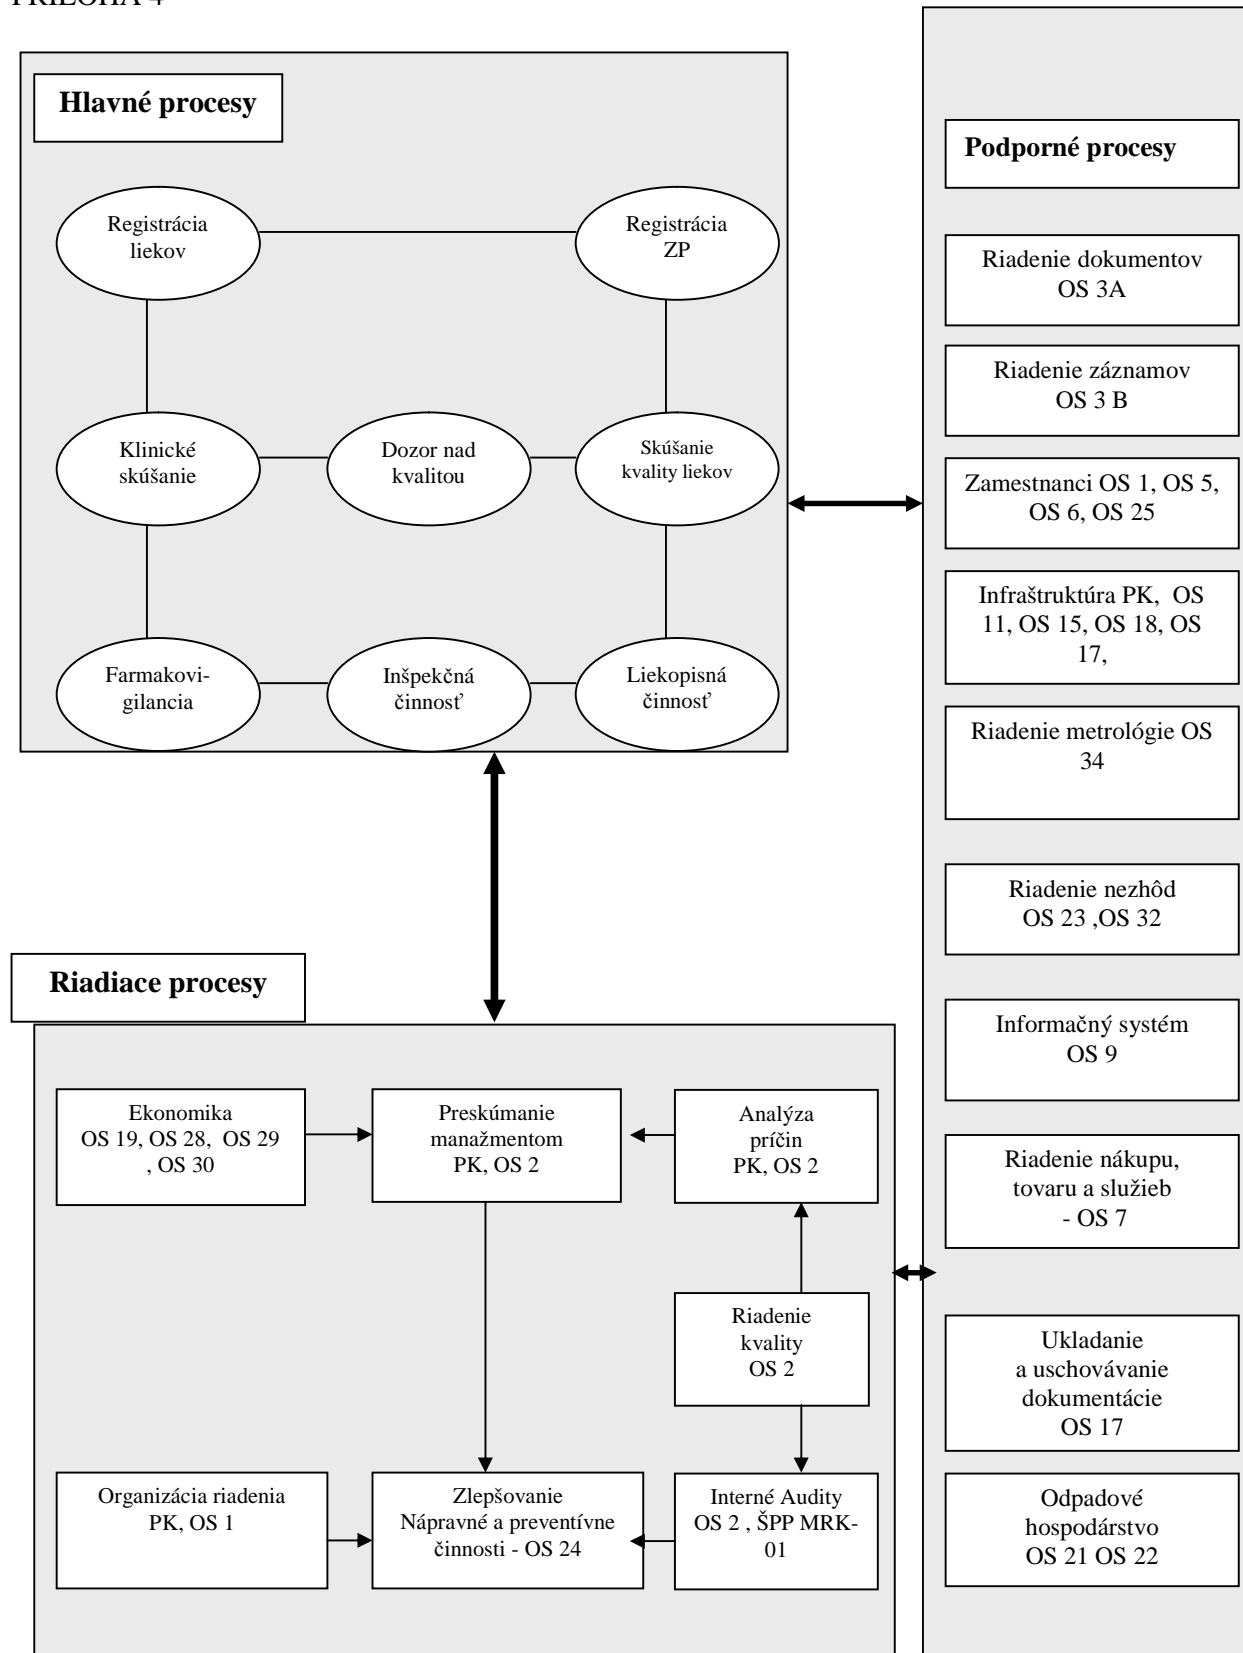 PRÍLOHA 4
Hlavné procesy
Registrácia
liekov
Registrácia
ZP
Klinické
skúšanie
Dozor nad
kvalitou
Skúšanie
kvality liekov
Farmakovi-
gilancia
Inšpekčná
činnosť
Liekopisná
činnosť
Podporné procesy
Riadenie dokumentov
OS 3A
Riadenie záznamov
OS 3 B
Zamestnanci OS 1, OS 5,
OS 6, OS 25
Infraštruktúra PK,  OS
11, OS 15, OS 18, OS
17,
Riadenie metrológie OS
34
Riadenie nezhôd
OS 23 ,OS 32
Informačný systém
OS 9
Riadenie nákupu,
tovaru a služieb
- OS 7
Ukladanie
a uschovávanie
dokumentácie
OS 17
Odpadové
hospodárstvo
OS 21 OS 22
Riadiace procesy
Ekonomika
OS 19, OS 28,  OS 29
, OS 30
Preskúmanie
manažmentom
PK, OS 2
Analýza
príčin
PK, OS 2
Riadenie
kvality
OS 2
Organizácia riadenia
PK, OS 1
Zlepšovanie
Nápravné a preventívne
činnosti - OS 24
Interné Audity
OS 2 , ŠPP MRK-
01